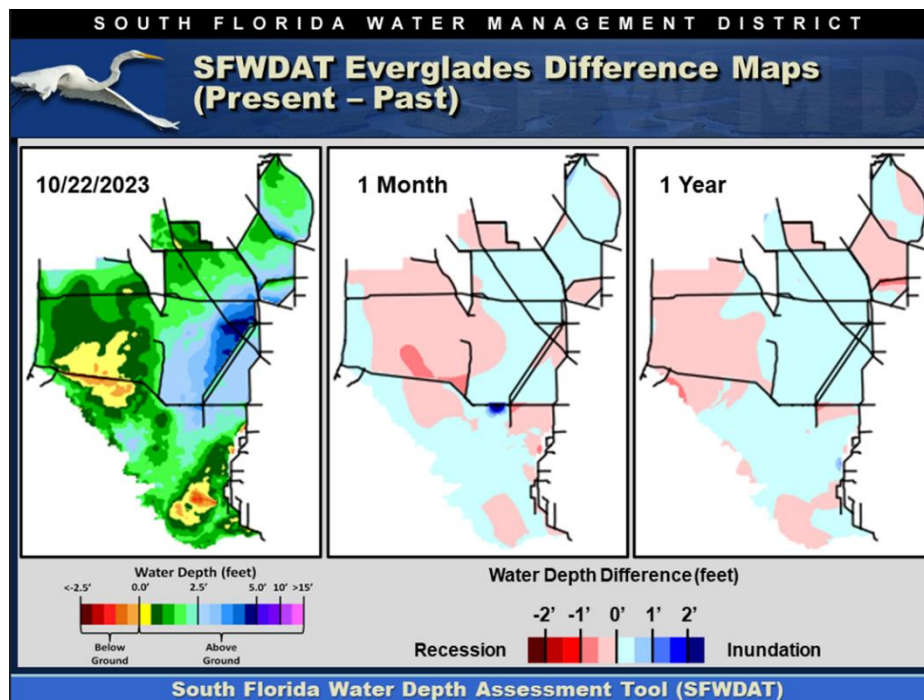 SOUTH FLORIDA WATER MANAGEMENT DISTRICT
SFWDAT Everglades Difference Maps
(Present – Past)
10/22/2023
1 Month
1 Year
Water Depth (feet)
<-2.5' 0.0' 2.5' 5.0' 10' >15'
Below
Ground
Above
Ground
Water Depth Difference (feet)
-2' -1' 0' 1' 2'
Recession
Inundation
South Florida Water Depth Assessment Tool (SFWDAT)